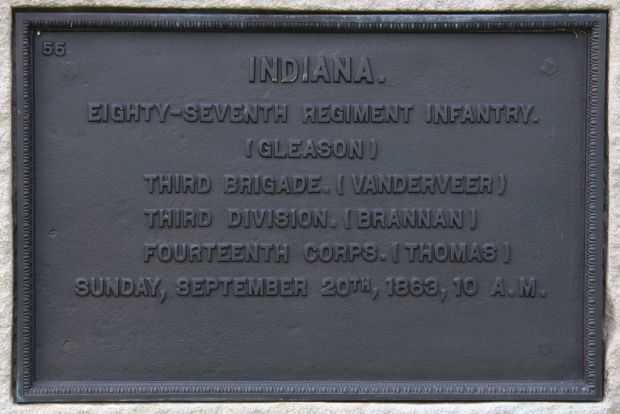 55
INDIANA.
EIGHTY-SEVENTH REGIMENT INFANTRY.
(GLEASON)
THIRD BRIGADE. (VANDERVEER)
THIRD DIVISION. (BRANNAN)
FOURTEENTH CORPS. (THOMAS)
SUNDAY, SEPTEMBER 20TH, 1863, 10 A.M.